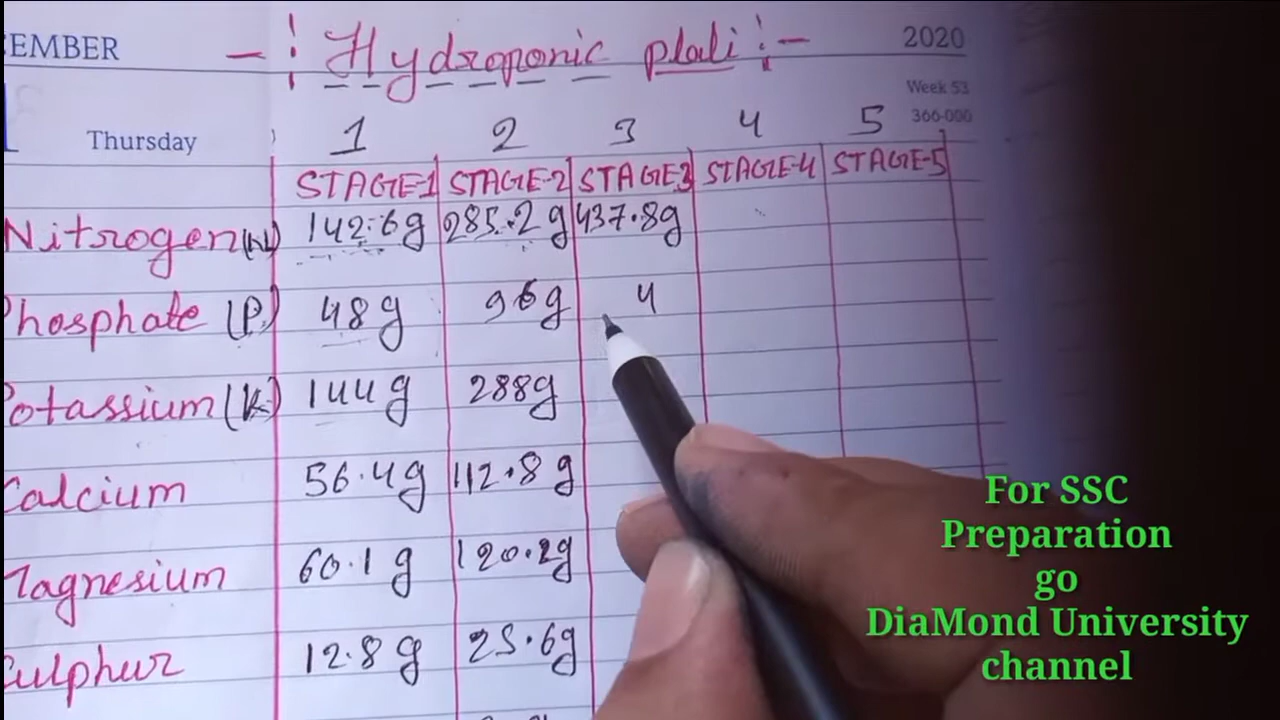 EMBER -: Hydroponic plali :- 2020
Week 53
Thursday 1 2 3 4 5 366-000
STAGE-1 STAGE-2 STAGE3 STAGE-4 STAGE-5
Nitrogen(N) 142.6g 285.2g 437.8g
Phosphate (P) 48g 96g 4
Potassium (K) 144g 288g
Calcium 56.4g 112.8g
Magnesium 60.1g 120.2g
Sulphur 12.8g 25.6g
For SSC
Preparation
go
DiaMond University
channel